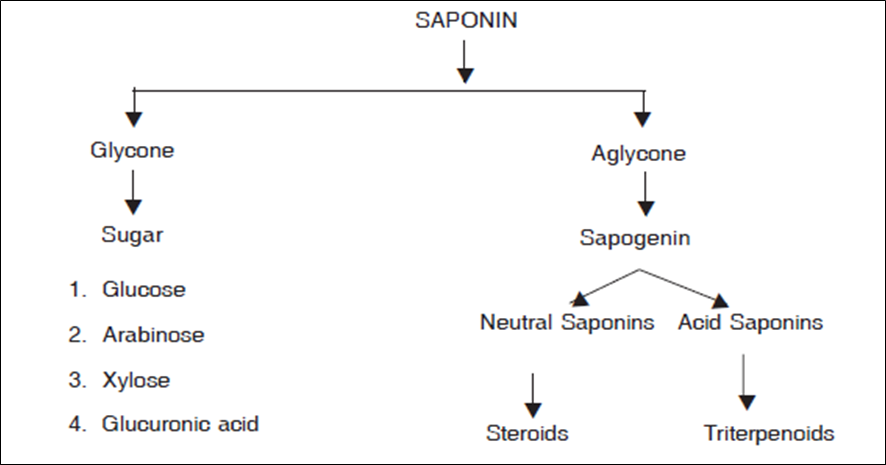 SAPONIN
Glycone
Aglycone
Sugar
Sapogenin
1. Glucose
2. Arabinose
3. Xylose
4. Glucuronic acid
Neutral Saponins
Acid Saponins
Steroids
Triterpenoids